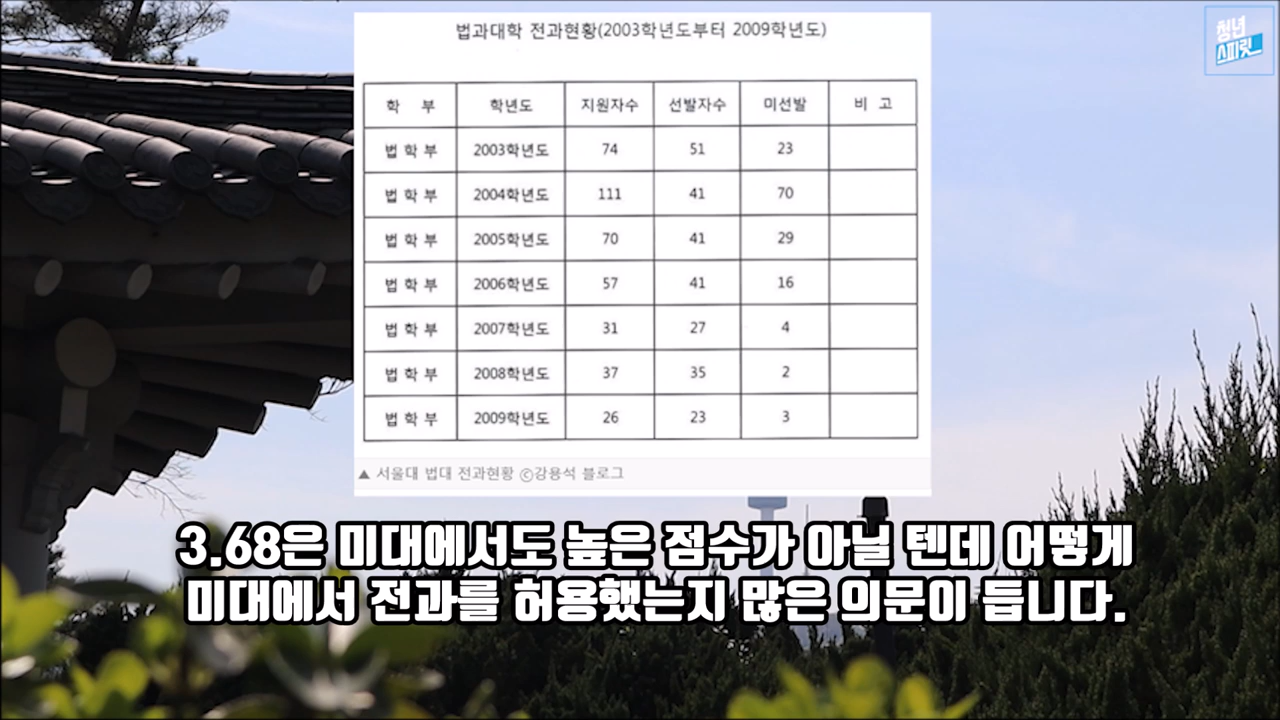 청년
스피릿
법과대학 전과현황(2003학년도부터 2009학년도)
학 부 학년도 지원자수 선발자수 미선발 비 고
법 학 부 2003학년도 74 51 23
법 학 부 2004학년도 111 41 70
법 학 부 2005학년도 70 41 29
법 학 부 2006학년도 57 41 16
법 학 부 2007학년도 31 27 4
법 학 부 2008학년도 37 35 2
법 학 부 2009학년도 26 23 3
▲ 서울대 법대 전과현황 ⓒ강용석 블로그
3.68은 미대에서도 높은 점수가 아닐 텐데 어떻게
미대에서 전과를 허용했는지 많은 의문이 듭니다.